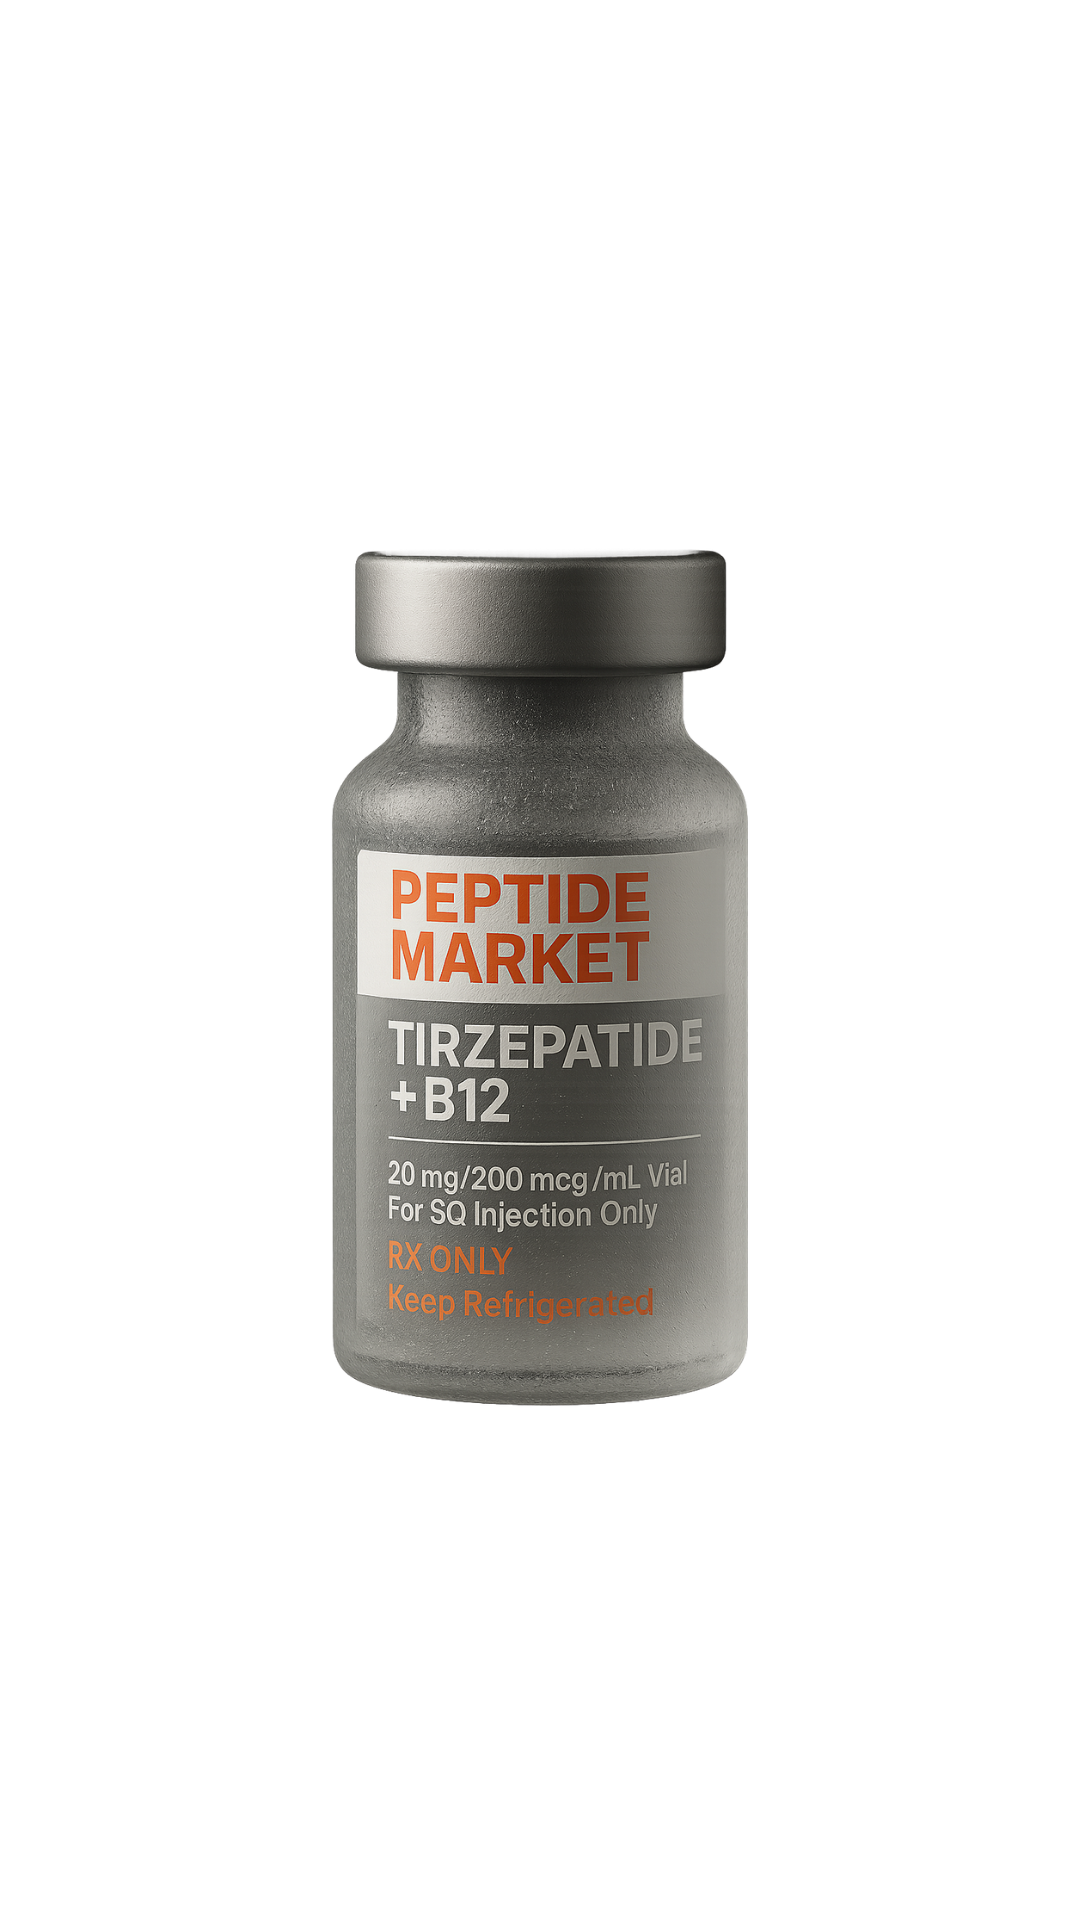 PEPTIDE
MARKET
TIRZEPATIDE
+B12
20 mg/200 mcg/mL Vial
For SQ Injection Only
RX ONLY
Keep Refrigerated